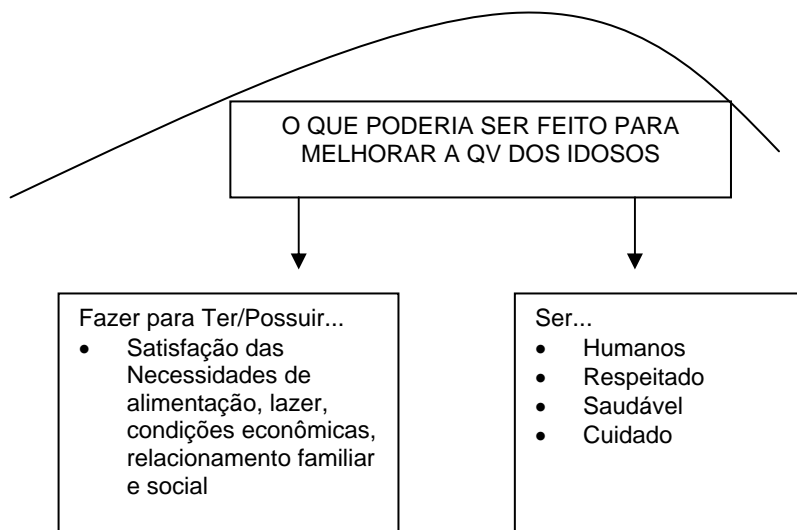 O QUE PODERIA SER FEITO PARA
MELHORAR A QV DOS IDOSOS
Fazer para Ter/Possuir...
• Satisfação das
Necessidades de
alimentação, lazer,
condições econômicas,
relacionamento familiar
e social
Ser...
• Humanos
• Respeitado
• Saudável
• Cuidado